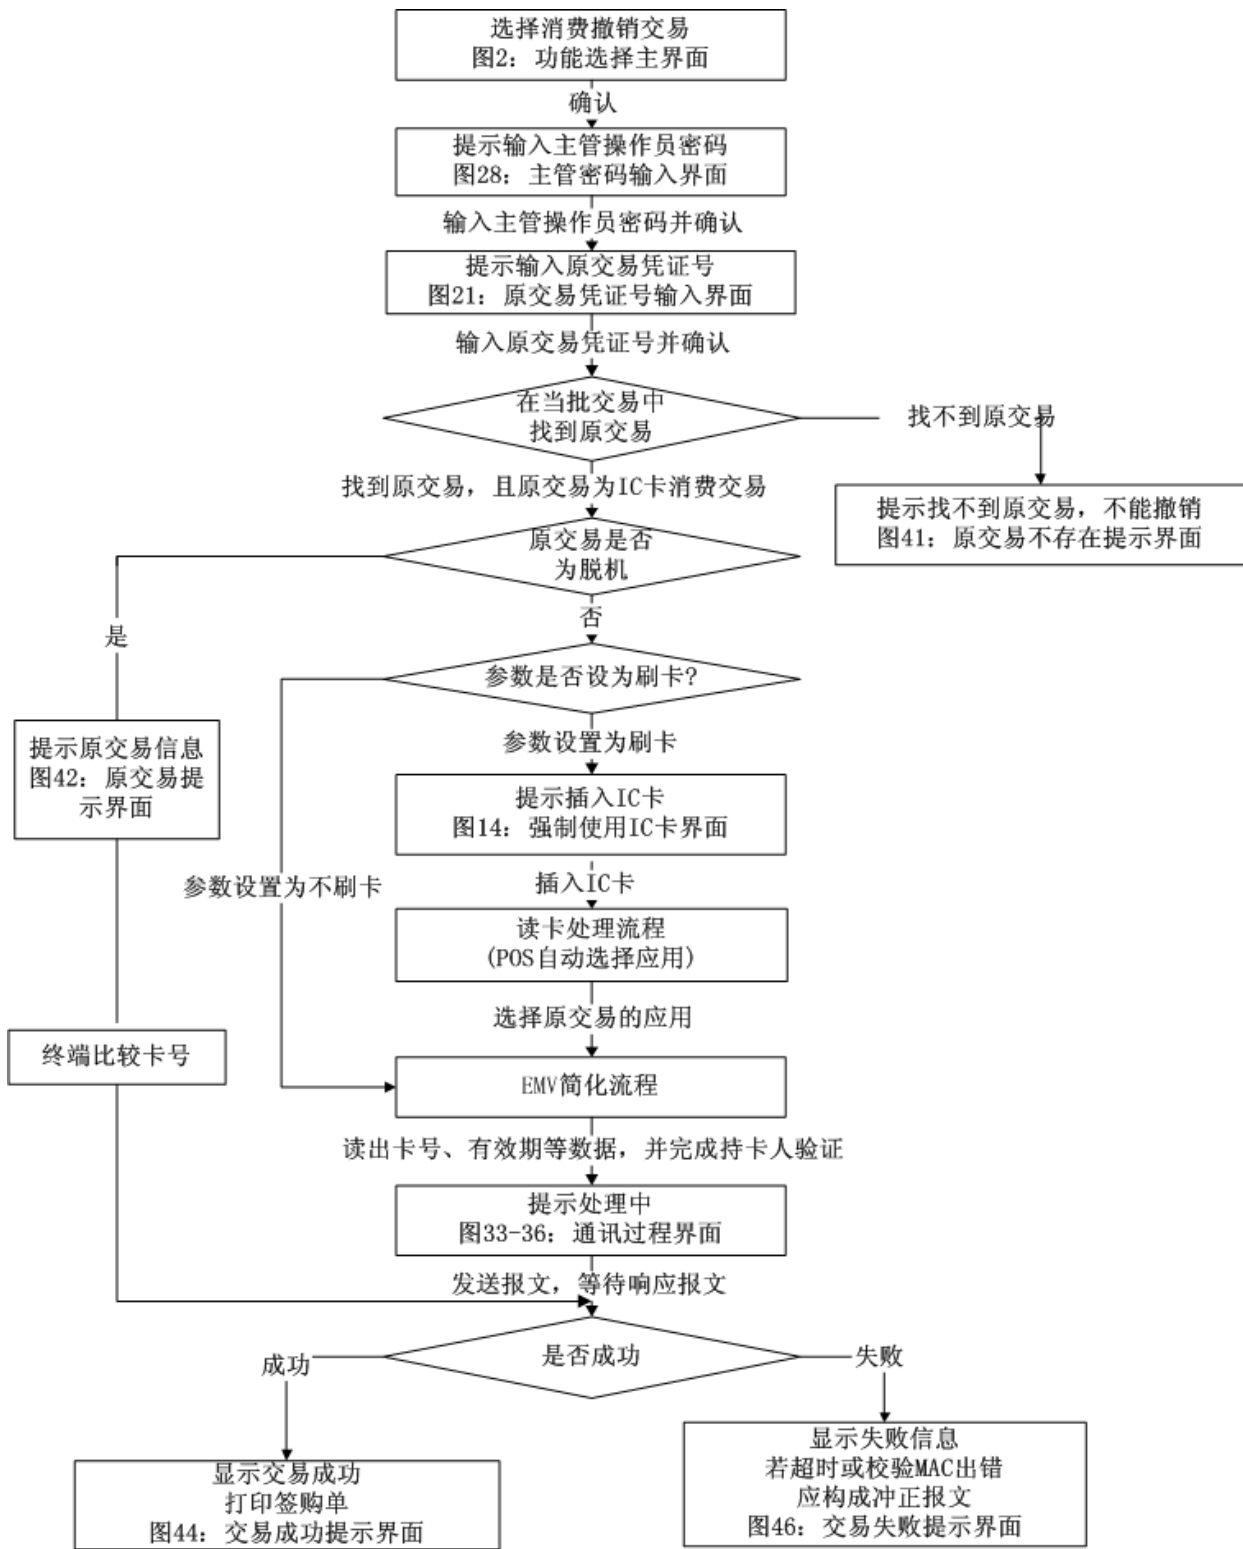 选择消费撤销交易
图2：功能选择主界面
确认
提示输入主管操作员密码
图28：主管密码输入界面
输入主管操作员密码并确认
提示输入原交易凭证号
图21：原交易凭证号输入界面
输入原交易凭证号并确认
在当批交易中
找到原交易
找不到原交易
找到原交易，且原交易为IC卡消费交易
提示找不到原交易，不能撤销
图41：原交易不存在提示界面
原交易是否
为脱机
是
否
参数是否设为刷卡?
提示原交易信息
图42：原交易提
示界面
参数设置为刷卡
提示插入IC卡
图14：强制使用IC卡界面
参数设置为不刷卡
插入IC卡
读卡处理流程
(POS自动选择应用)
选择原交易的应用
终端比较卡号
EMV简化流程
读出卡号、有效期等数据，并完成持卡人验证
提示处理中
图33-36：通讯过程界面
发送报文，等待响应报文
是否成功
成功
失败
显示交易成功
打印签购单
图44：交易成功提示界面
显示失败信息
若超时或校验MAC出错
应构成冲正报文
图46：交易失败提示界面